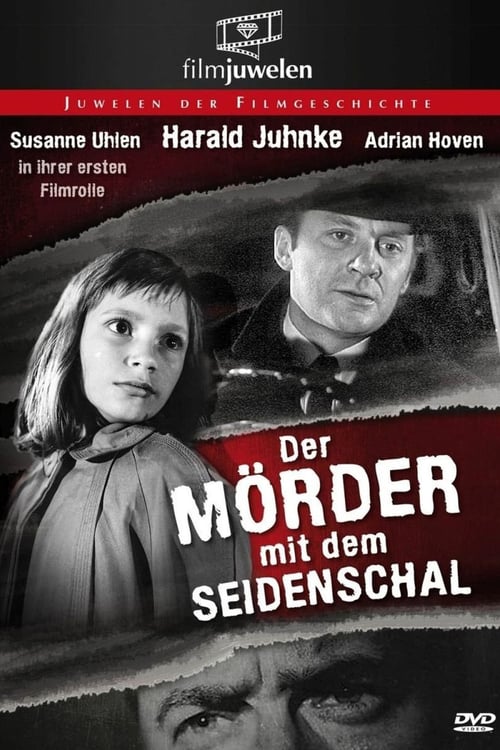 filmjuwelen
JUWELEN DER FILMGESCHICHTE
SUSANNE UHLEN HARALD JUHNKE ADRIAN HOVEN
in ihrer ersten
Filmrolle
DER
MÖRDER
mit dem
SEIDENSCHAL
DVD
VIDEO